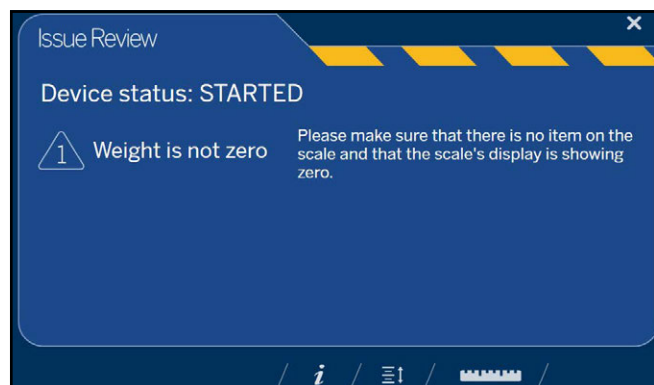 Issue Review
Device status: STARTED
1 Weight is not zero
Please make sure that there is no item on the
scale and that the scale's display is showing
zero.
i